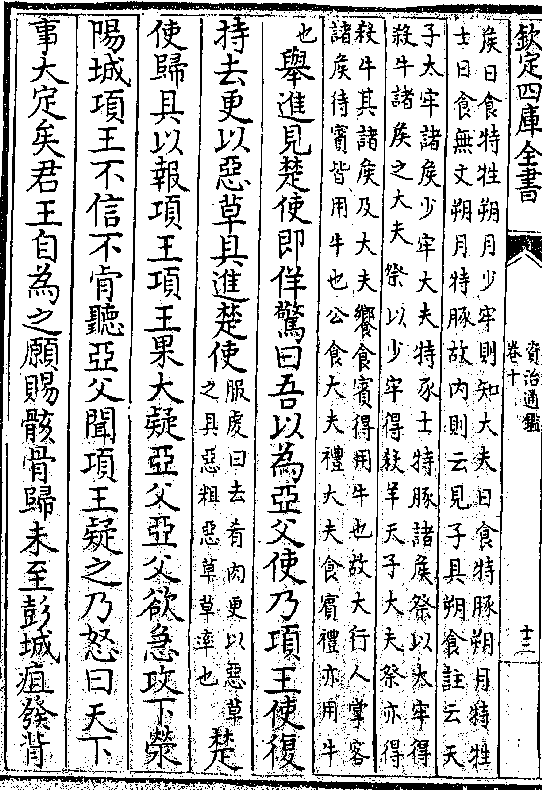 欽定四庫全書
資治通鑑
卷十
十三
侯日食特牲朔月少牢則知大夫日食特豚朔月特牲
士日食無文朔月特豚故內則云見子具朔食註云天
子太牢諸侯少牢大夫特豕士特豚諸侯祭以太牢得
殺牛諸侯之大夫祭以少牢得殺羊天子大夫祭亦得
殺牛其諸侯及大夫饗食賓得用牛也故大行人掌客
諸侯待賓皆用牛也公食大夫禮大夫食賓禮亦用牛
也舉進見楚使即佯驚曰吾以為亞父使乃項王使復
持去更以惡草具進楚使服虔曰去肴肉更以惡草之具惡粗惡草草率也楚
使歸具以報項王項王果大疑亞父亞父欲急攻下滎
陽城項王不信不肯聽亞父聞項王疑之乃怒曰天下
事大定矣君王自為之願賜骸骨歸未至彭城疽發背